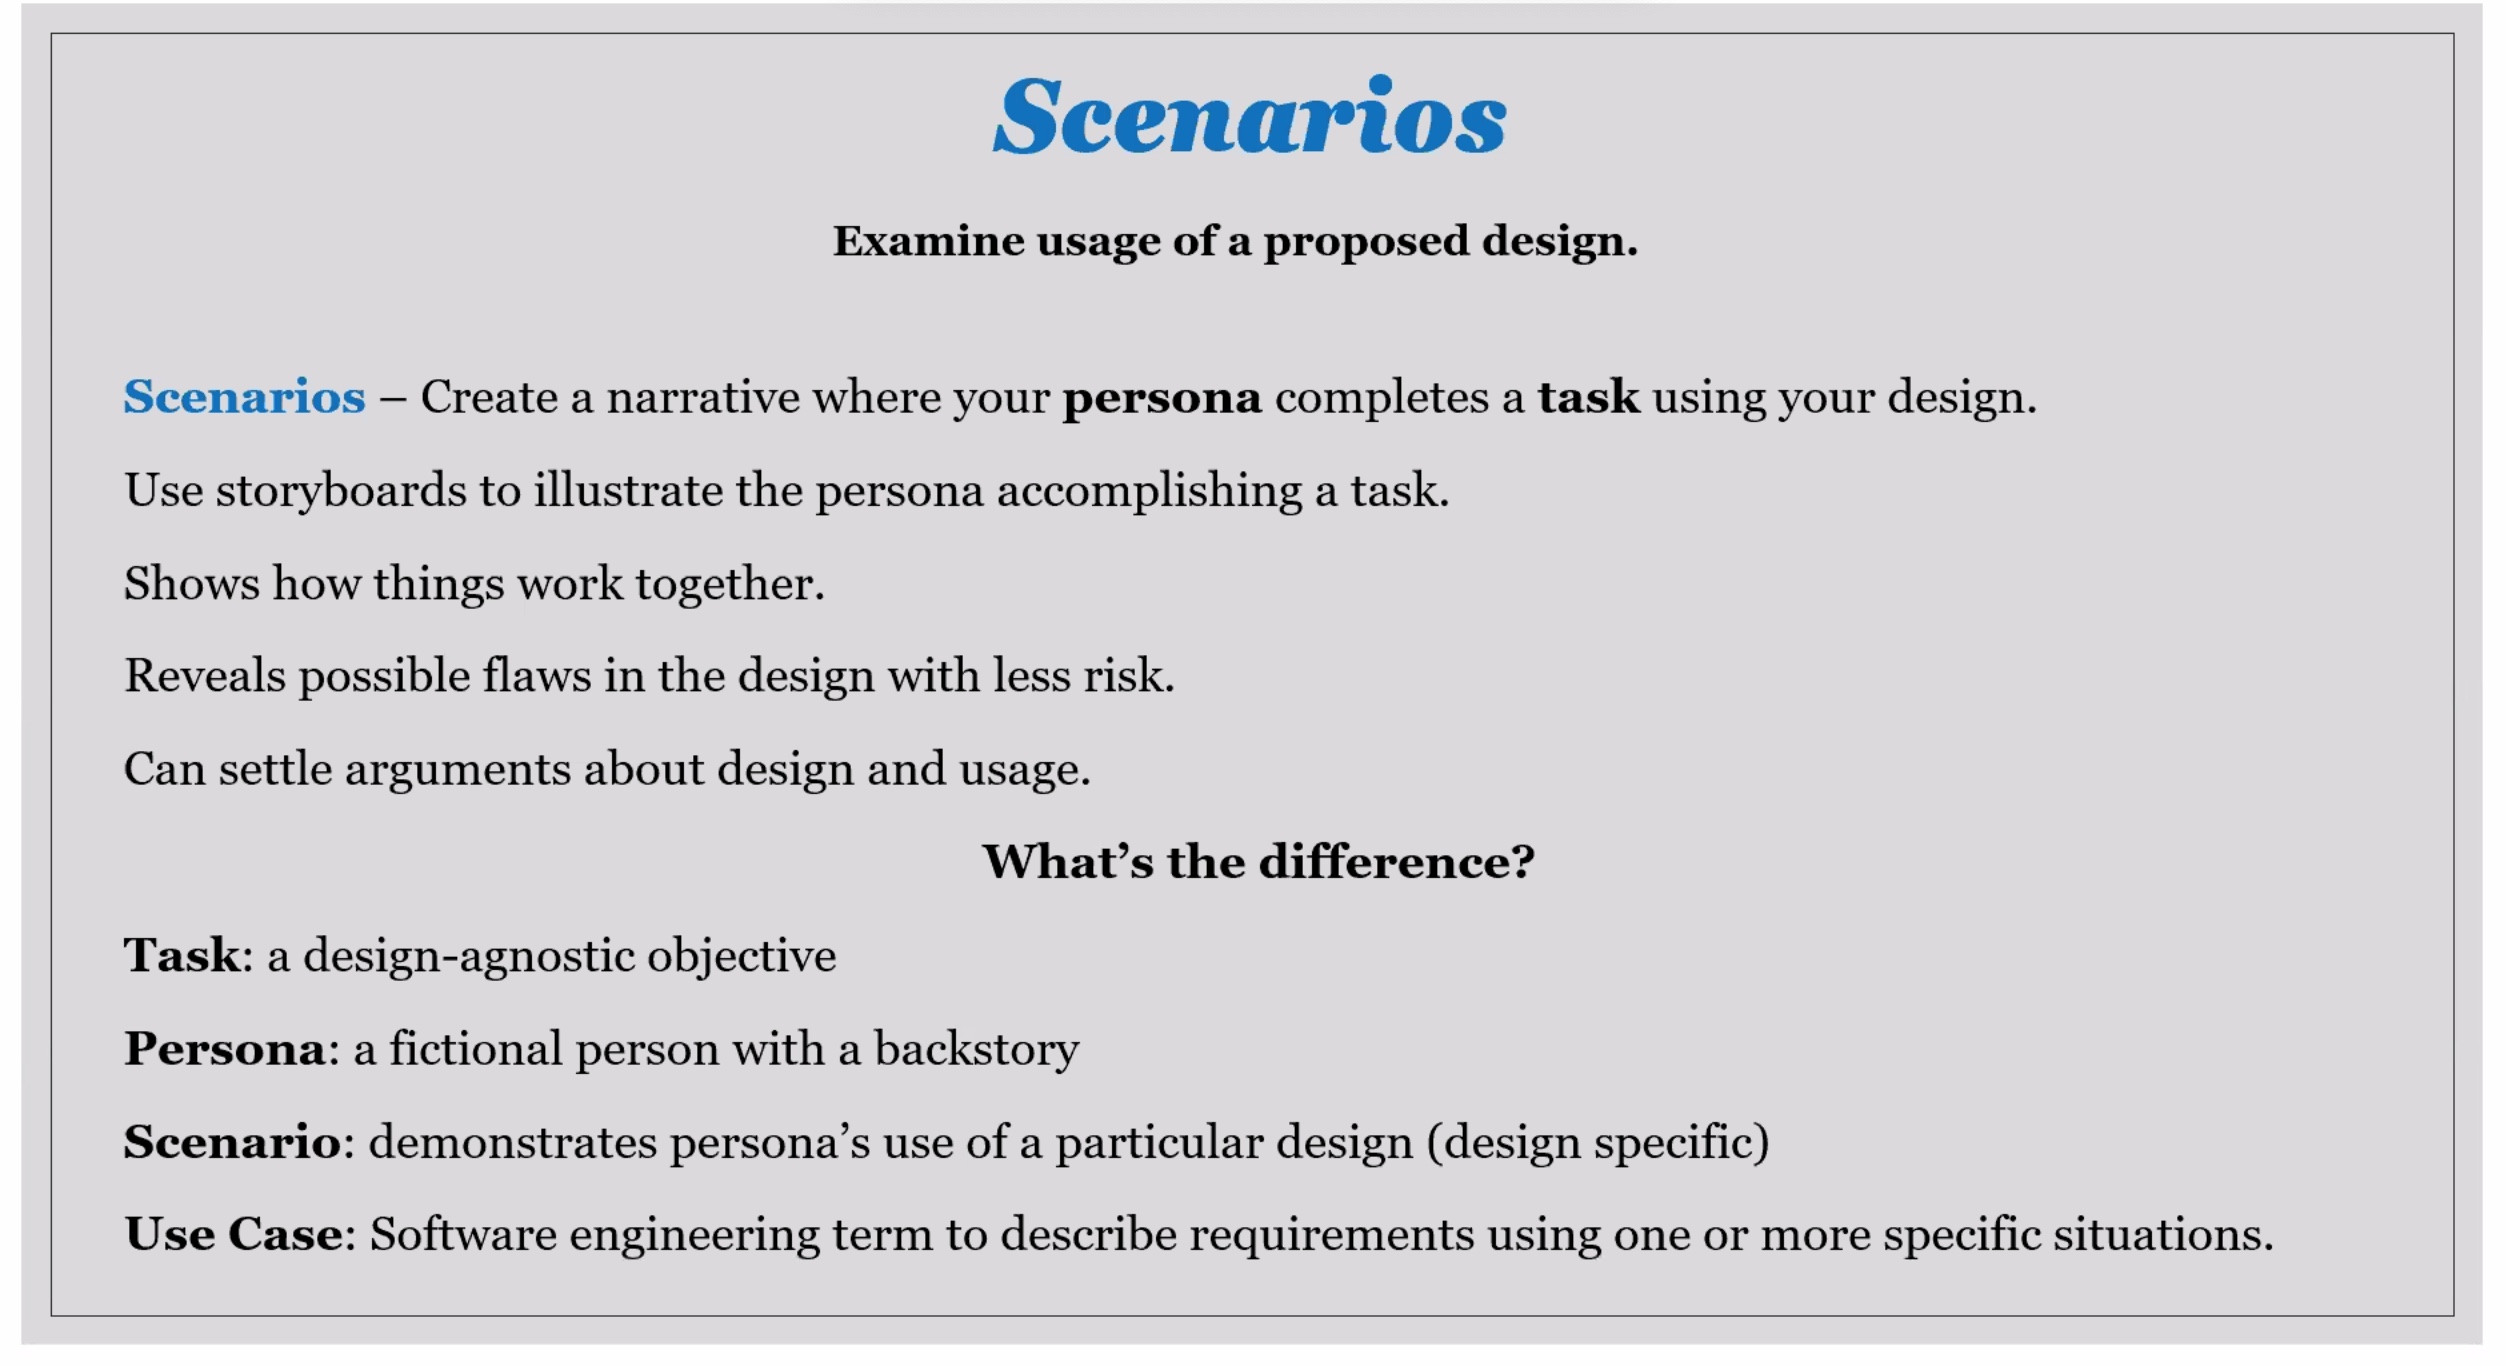 Scenarios
Examine usage of a proposed design.
Scenarios – Create a narrative where your persona completes a task using your design.
Use storyboards to illustrate the persona accomplishing a task.
Shows how things work together.
Reveals possible flaws in the design with less risk.
Can settle arguments about design and usage.
What’s the difference?
Task: a design-agnostic objective
Persona: a fictional person with a backstory
Scenario: demonstrates persona’s use of a particular design (design specific)
Use Case: Software engineering term to describe requirements using one or more specific situations.